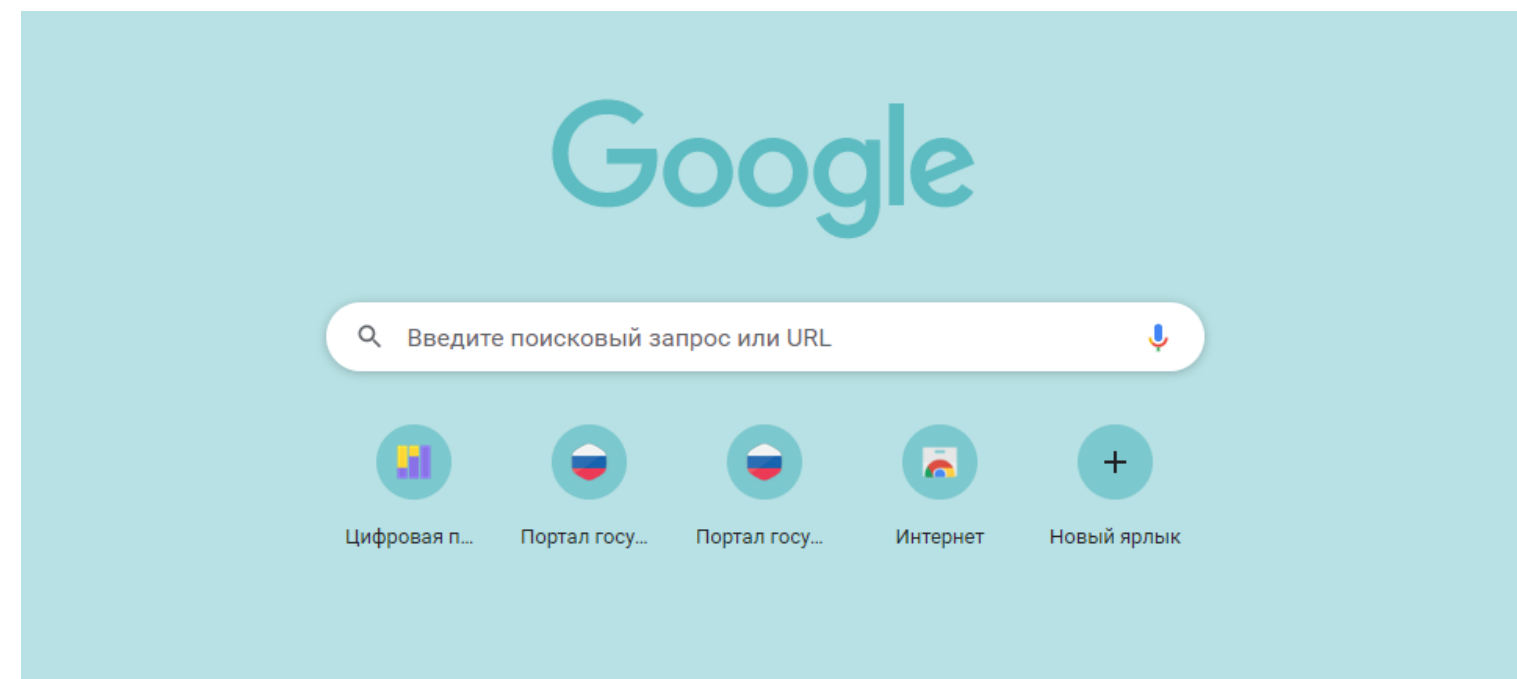 Google
Введите поисковый запрос или URL
Цифровая п...
Портал госу...
Портал госу...
Интернет
Новый ярлык